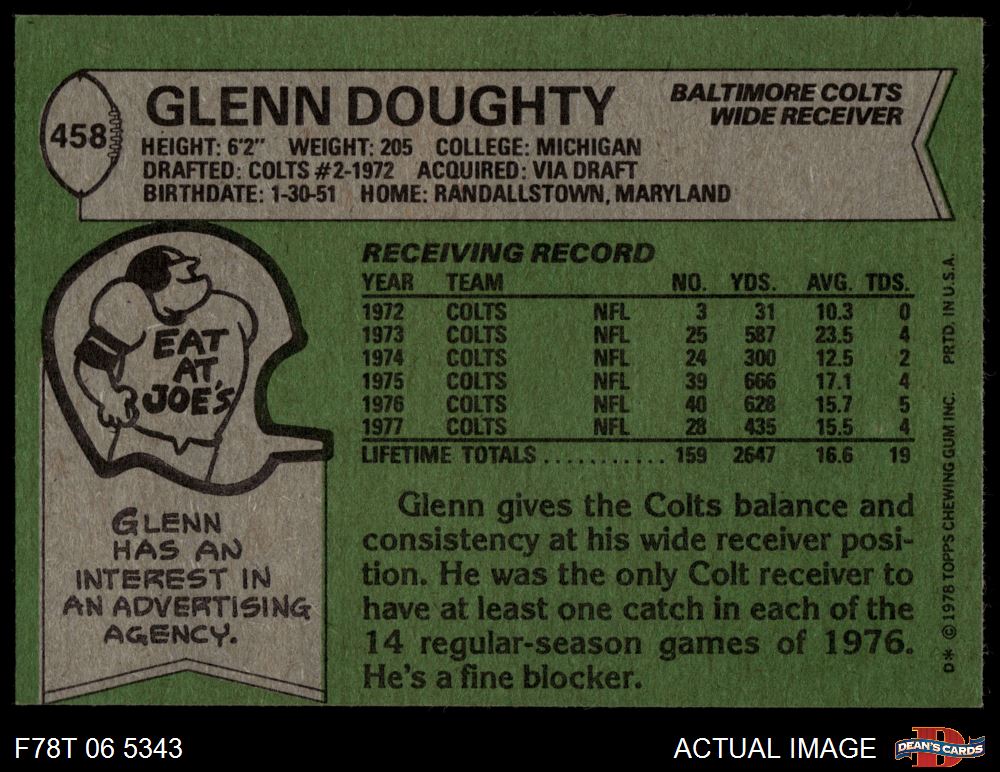 458
GLENN DOUGHTY
BALTIMORE COLTS
WIDE RECEIVER
HEIGHT: 6'2" WEIGHT: 205 COLLEGE: MICHIGAN
DRAFTED: COLTS #2-1972 ACQUIRED: VIA DRAFT
BIRTHDATE: 1-30-51 HOME: RANDALLSTOWN, MARYLAND
EAT
AT
JOE'S
GLENN
HAS AN
INTEREST IN
AN ADVERTISING
AGENCY.
RECEIVING RECORD
YEAR TEAM NO. YDS. AVG. TDS.
1972 COLTS NFL 3 31 10.3 0
1973 COLTS NFL 25 587 23.5 4
1974 COLTS NFL 24 300 12.5 2
1975 COLTS NFL 39 666 17.1 4
1976 COLTS NFL 40 628 15.7 5
1977 COLTS NFL 28 435 15.5 4
LIFETIME TOTALS ........... 159 2647 16.6 19
Glenn gives the Colts balance and
consistency at his wide receiver posi-
tion. He was the only Colt receiver to
have at least one catch in each of the
14 regular-season games of 1976.
He's a fine blocker.
D* © 1978 TOPPS CHEWING GUM INC. PRTD. IN U.S.A.
F78T 06 5343
ACTUAL IMAGE
D
DEAN'S CARDS